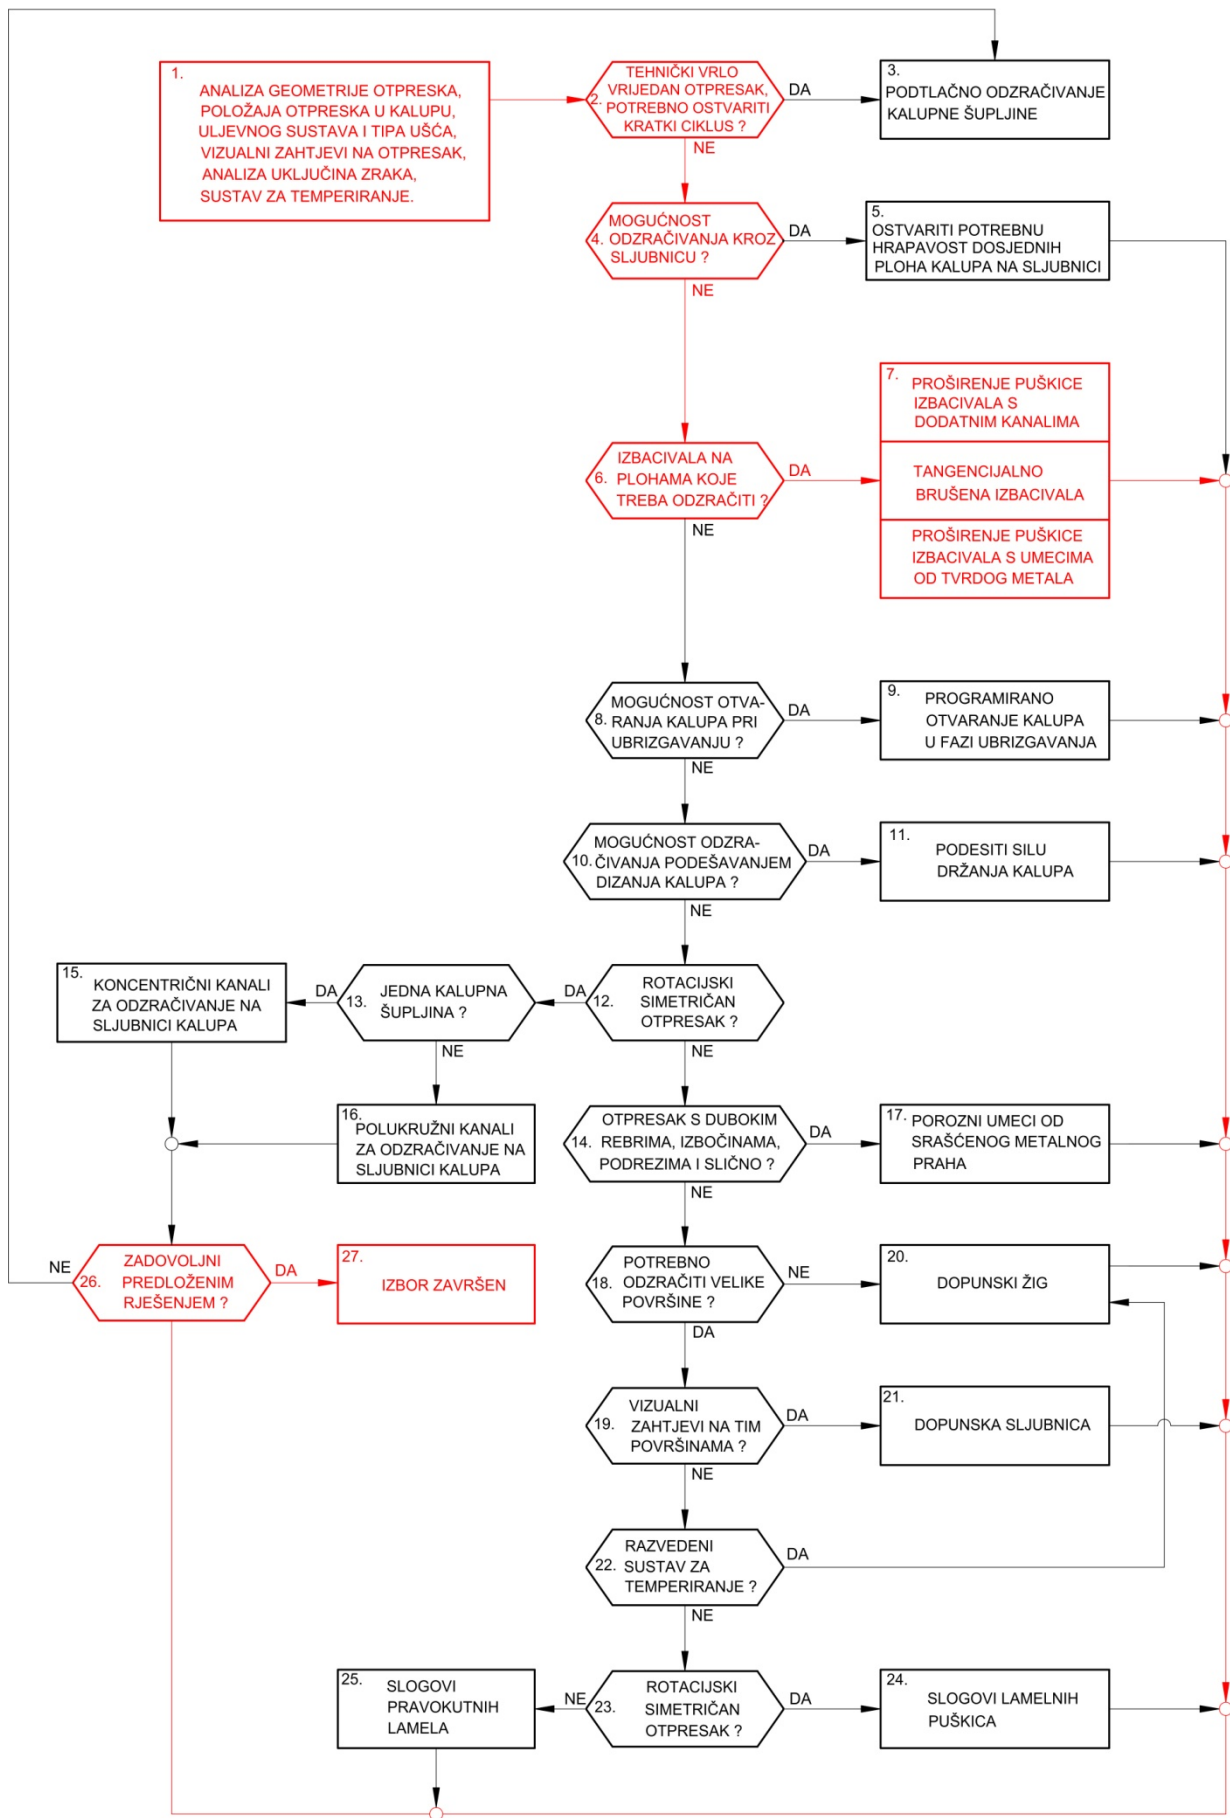 1.
ANALIZA GEOMETRIJE OTPRESKA,
POLOŽAJA OTPRESKA U KALUPU,
ULJEVNOG SUSTAVA I TIPA UŠĆA,
VIZUALNI ZAHTJEVI NA OTPRESAK,
ANALIZA UKLJUČINA ZRAKA,
SUSTAV ZA TEMPERIRANJE.
TEHNIČKI VRLO
VRIJEDAN OTPRESAK,
2. POTREBNO OSTVARITI
KRATKI CIKLUS ?
DA
NE
3.
PODTLAČNO ODZRAČIVANJE
KALUPNE ŠUPLJINE
MOGUĆNOST
4. ODZRAČIVANJA KROZ
SLJUBNICU ?
DA
NE
5.
OSTVARITI POTREBNU
HRAPAVOST DOSJEDNIH
PLOHA KALUPA NA SLJUBNICI
IZBACIVALA NA
6. PLOHAMA KOJE
TREBA ODZRAČITI ?
DA
NE
7. PROŠIRENJE PUŠKICE
IZBACIVALA S
DODATNIM KANALIMA
TANGENCIJALNO
BRUŠENA IZBACIVALA
PROŠIRENJE PUŠKICE
IZBACIVALA S UMECIMA
OD TVRDOG METALA
MOGUĆNOST OTVA-
8. RANJA KALUPA PRI
UBRIZGAVANJU ?
DA
NE
9. PROGRAMIRANO
OTVARANJE KALUPA
U FAZI UBRIZGAVANJA
MOGUĆNOST ODZRA-
10. ČIVANJA PODEŠAVANJEM
DIZANJA KALUPA ?
DA
NE
11. PODESITI SILU
DRŽANJA KALUPA
ROTACIJSKI
12. SIMETRIČAN
OTPRESAK ?
DA
NE
JEDNA KALUPNA
13. ŠUPLJINA ?
DA
NE
15. KONCENTRIČNI KANALI
ZA ODZRAČIVANJE NA
SLJUBNICI KALUPA
16. POLUKRUŽNI KANALI
ZA ODZRAČIVANJE NA
SLJUBNICI KALUPA
OTPRESAK S DUBOKIM
14. REBRIMA, IZBOČINAMA,
PODREZIMA I SLIČNO ?
DA
NE
17. POROZNI UMECI OD
SRAŠĆENOG METALNOG
PRAHA
ZADOVOLJNI
26. PREDLOŽENIM
RJEŠENJEM ?
NE
DA
27.
IZBOR ZAVRŠEN
POTREBNO
18. ODZRAČITI VELIKE
POVRŠINE ?
NE
DA
20.
DOPUNSKI ŽIG
VIZUALNI
19. ZAHTJEVI NA TIM
POVRŠINAMA ?
DA
NE
21.
DOPUNSKA SLJUBNICA
RAZVEDENI
22. SUSTAV ZA
TEMPERIRANJE ?
DA
NE
ROTACIJSKI
23. SIMETRIČAN
OTPRESAK ?
NE
DA
25. SLOGOVI
PRAVOKUTNIH
LAMELA
24. SLOGOVI LAMELNIH
PUŠKICA